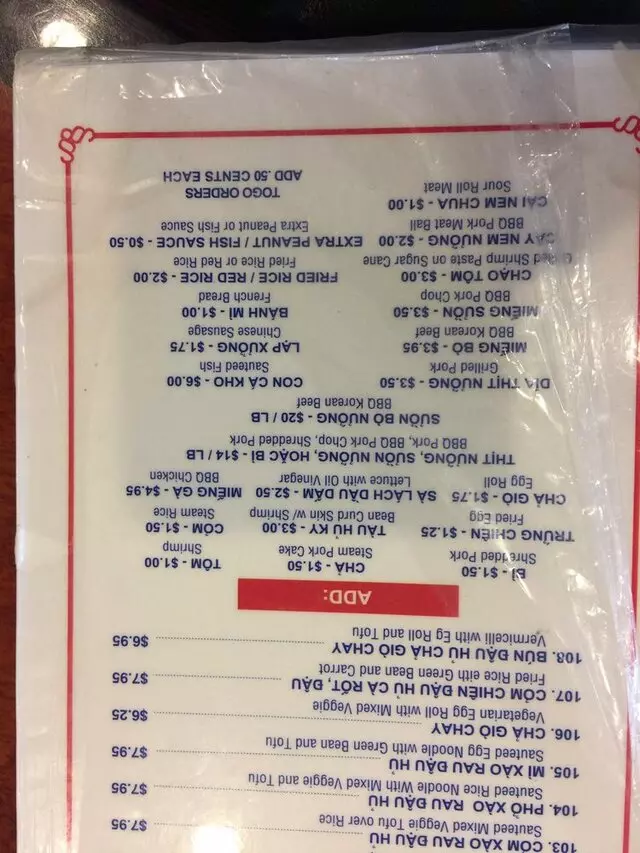 103. CƠM XÀO RAU ĐẬU HỦ
Sauteed Mixed Veggie Tofu over Rice $7.95
104. PHỞ XÀO RAU ĐẬU HỦ
Sauteed Rice Noodle Mixed With Veggie and Tofu $7.95
105. MÌ XÀO RAU ĐẬU HỦ
Sauteed Egg Noodle with Green Bean and Tofu $7.95
106. CHẢ GIÒ CHAY
Vegetarian Egg Roll with Mixed Veggie $6.25
107. CƠM CHIÊN ĐẬU HỦ CÀ RỐT, ĐẬU
Fried Rice eith Green Bean and Carrot $7.95
108. BÚN ĐẬU HỦ CHẢ GIÒ CHAY
Vermicelli with Eg Roll and Tofu $6.95
ADD:
BÌ - $1.50 CHẢ - $1.50 TÔM - $1.00
Shredded Pork Steam Pork Cake Shrimp
TRỨNG CHIÊN - $1.25 TÀU HỦ KY - $3.00 CƠM - $1.50
Fried Egg Bean Curd Skin w/ Shrimp Steam Rice
CHẢ GIÒ - $1.75 SÀ LÁCH DẦU DẤM - $2.50 MIẾNG GÀ - $4.95
Egg Roll Lettuce with Oil Vinegar BBQ Chicken
THỊT NƯỚNG, SƯỜN NƯỚNG, HOẶC BÌ - $14 / LB
BBQ Pork, BBQ Pork Chop, Shredded Pork
SƯỜN BÒ NƯỚNG - $20 / LB
BBQ Korean Beef
DĨA THỊT NƯỚNG - $3.50 CON CÁ KHO - $6.00
Grilled Pork Sauteed Fish
MIẾNG BÒ - $3.95 LẠP XƯỞNG - $1.75
BBQ Korean Beef Chinese Sausage
MIẾNG SƯỜN - $3.50 BÁNH MÌ - $1.00
BBQ Pork Chop French Bread
CHẠO TÔM - $3.00 FRIED RICE / RED RICE - $2.00
Grilled Shrimp Paste on Sugar Cane Fried Rice or Red Rice
CÂY NEM NƯỚNG - $2.00 EXTRA PEANUT / FISH SAUCE - $0.50
BBQ Pork Meat Ball Extra Peanut or Fish Sauce
CÁI NEM CHUA - $1.00 TOGO ORDERS
Sour Roll Meat ADD .50 CENTS EACH